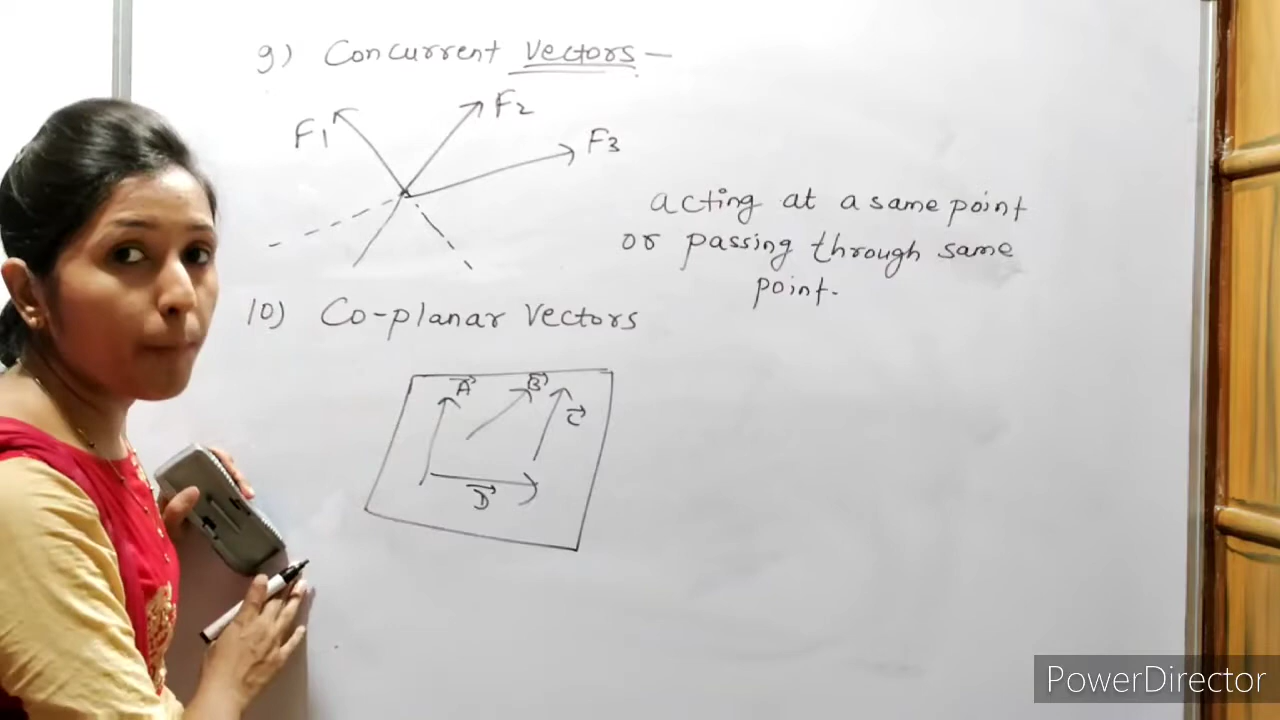 9) Concurrent Vectors –
F1
F2
F3
acting at a same point
or passing through same
point.
10) Co-planar Vectors
A⃗
B⃗
C⃗
D⃗
PowerDirector